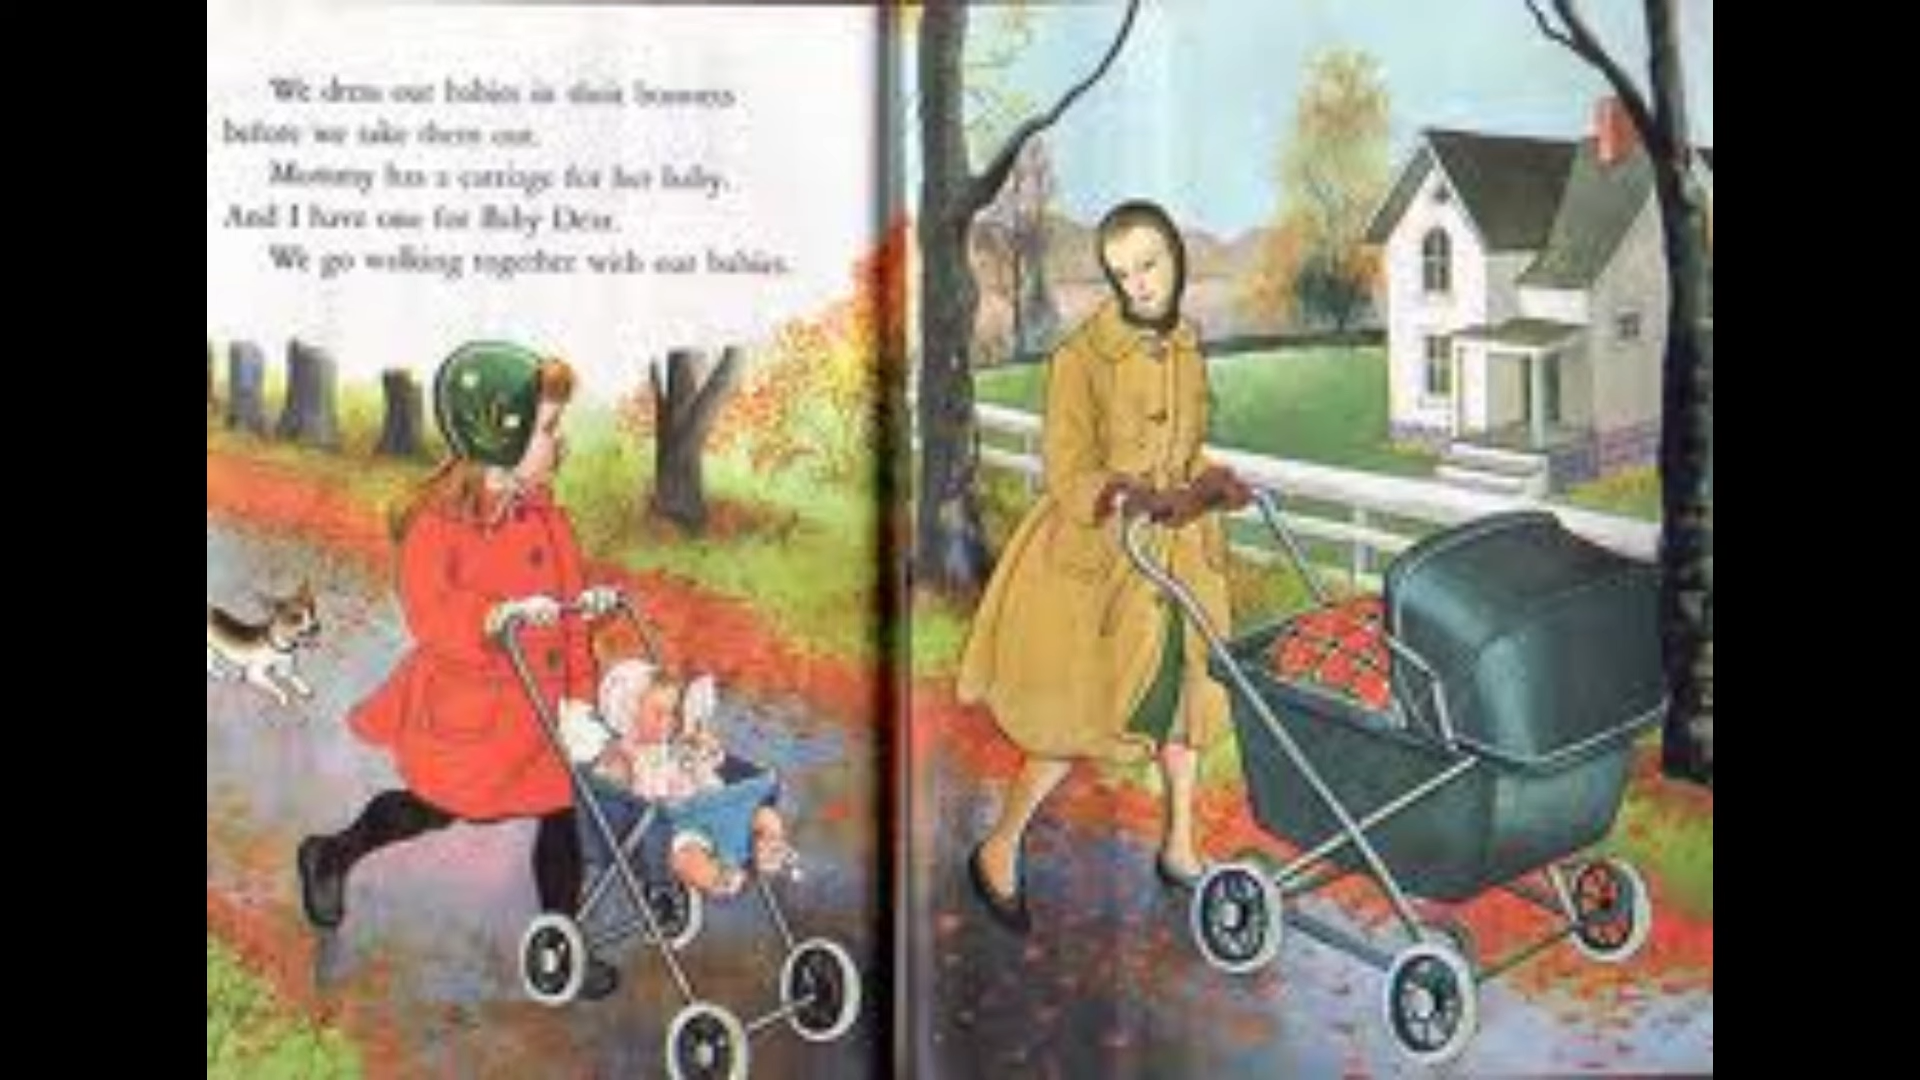 We dress our babies in their bonnets
before we take them out.
Mommy has a carriage for her baby.
And I have one for Baby Dear.
We go walking together with our babies.